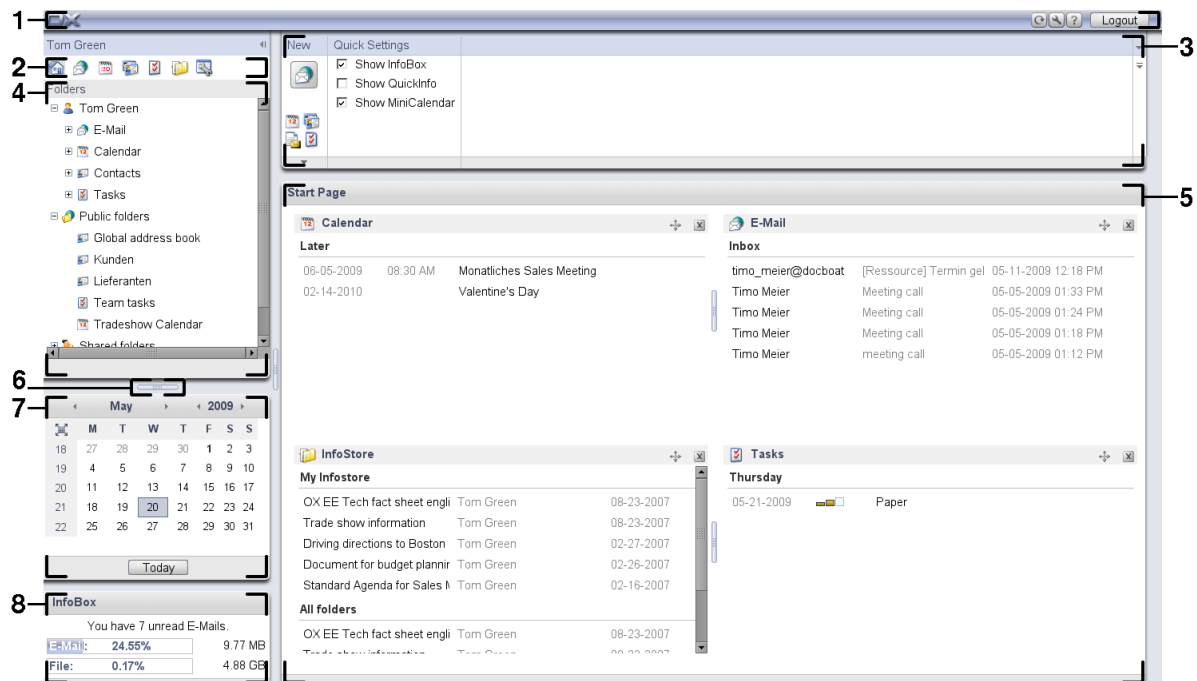 1
OX
Logout
Tom Green
2
4
Folders
Tom Green
E-Mail
Calendar
Contacts
Tasks
Public folders
Global address book
Kunden
Lieferanten
Team tasks
Tradeshow Calendar
Shared folders
6
7
May 2009
M T W T F S S
18 27 28 29 30 1 2 3
19 4 5 6 7 8 9 10
20 11 12 13 14 15 16 17
21 18 19 20 21 22 23 24
22 25 26 27 28 29 30 31
Today
8
InfoBox
You have 7 unread E-Mails.
E-Mail: 24.55% 9.77 MB
File: 0.17% 4.88 GB
New Quick Settings
3
Show InfoBox
Show QuickInfo
Show MiniCalendar
Start Page
5
Calendar
Later
06-05-2009 08:30 AM Monatliches Sales Meeting
02-14-2010 Valentine's Day
E-Mail
Inbox
timo_meier@docboat [Ressource] Termin gel 05-11-2009 12:18 PM
Timo Meier Meeting call 05-05-2009 01:33 PM
Timo Meier Meeting call 05-05-2009 01:24 PM
Timo Meier Meeting call 05-05-2009 01:18 PM
Timo Meier meeting call 05-05-2009 01:12 PM
InfoStore
My Infostore
OX EE Tech fact sheet engli Tom Green 08-23-2007
Trade show information Tom Green 08-23-2007
Driving directions to Boston Tom Green 02-27-2007
Document for budget plannir Tom Green 02-26-2007
Standard Agenda for Sales M Tom Green 02-16-2007
All folders
OX EE Tech fact sheet engli Tom Green 08-23-2007
Trade show information Tom Green 08-23-2007
Tasks
Thursday
05-21-2009 Paper